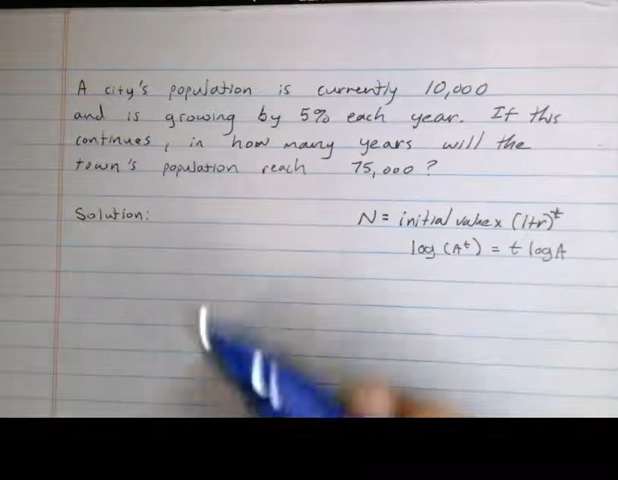 A city's population is currently 10,000
and is growing by 5% each year. If this
continues, in how many years will the
town's population reach 75,000?
Solution: N = initial value x (1+r)^t
log (A^t) = t log A